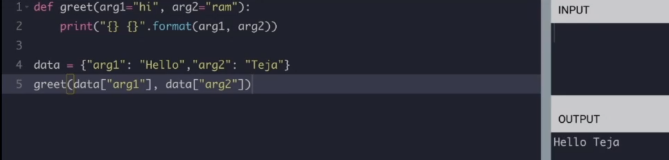 1 def greet(arg1="hi", arg2="ram"):
2     print("{} {}".format(arg1, arg2))
3
4 data = {"arg1": "Hello","arg2": "Teja"}
5 greet(data["arg1"], data["arg2"])
INPUT
OUTPUT
Hello Teja